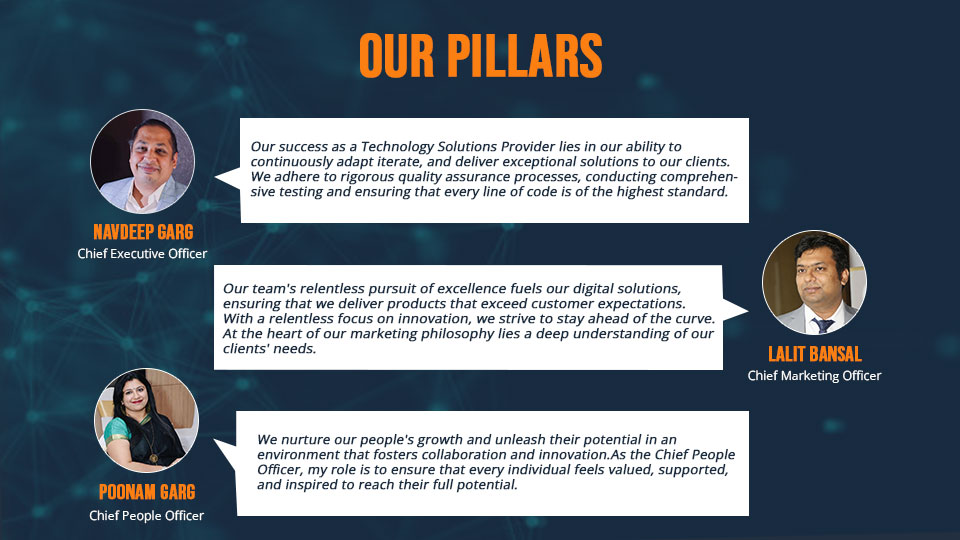 OUR PILLARS
Our success as a Technology Solutions Provider lies in our ability to
continuously adapt iterate, and deliver exceptional solutions to our clients.
We adhere to rigorous quality assurance processes, conducting comprehen-
sive testing and ensuring that every line of code is of the highest standard.
NAVDEEP GARG
Chief Executive Officer
Our team's relentless pursuit of excellence fuels our digital solutions,
ensuring that we deliver products that exceed customer expectations.
With a relentless focus on innovation, we strive to stay ahead of the curve.
At the heart of our marketing philosophy lies a deep understanding of our
clients' needs.
LALIT BANSAL
Chief Marketing Officer
We nurture our people's growth and unleash their potential in an
environment that fosters collaboration and innovation.As the Chief People
Officer, my role is to ensure that every individual feels valued, supported,
and inspired to reach their full potential.
POONAM GARG
Chief People Officer